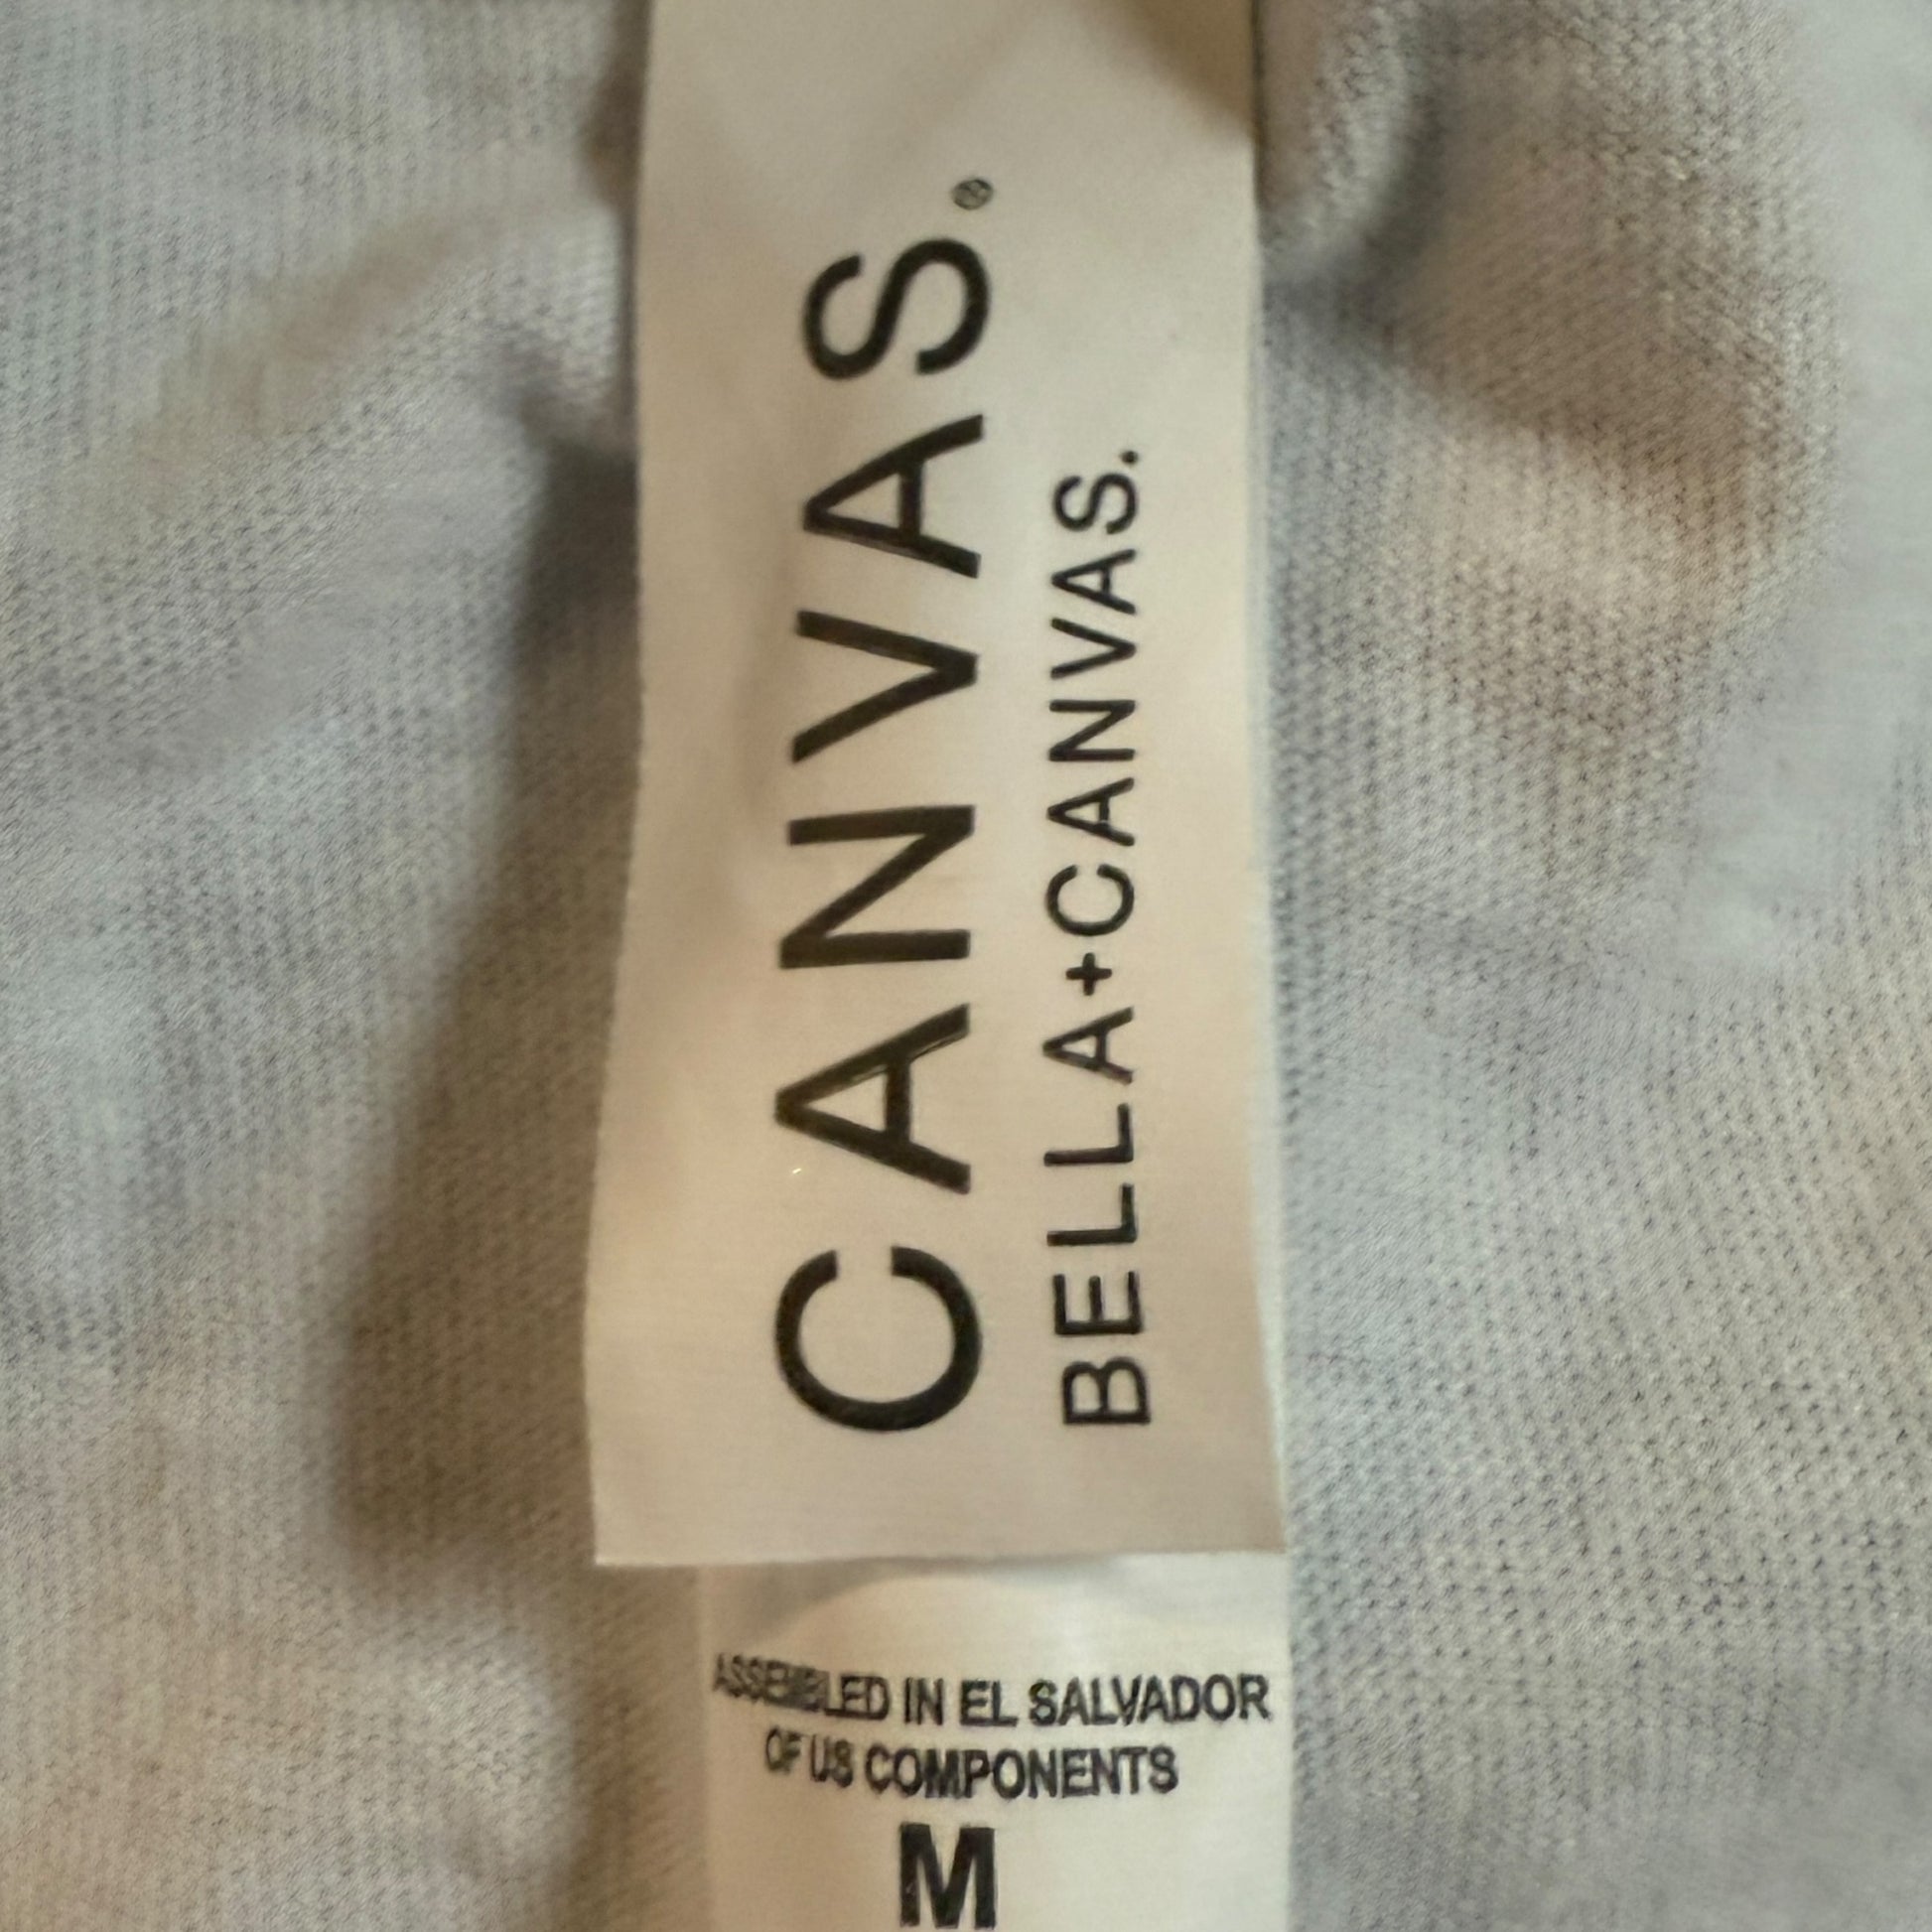 CANVAS.®
BELLA+CANVAS.
ASSEMBLED IN EL SALVADOR
OF US COMPONENTS
M